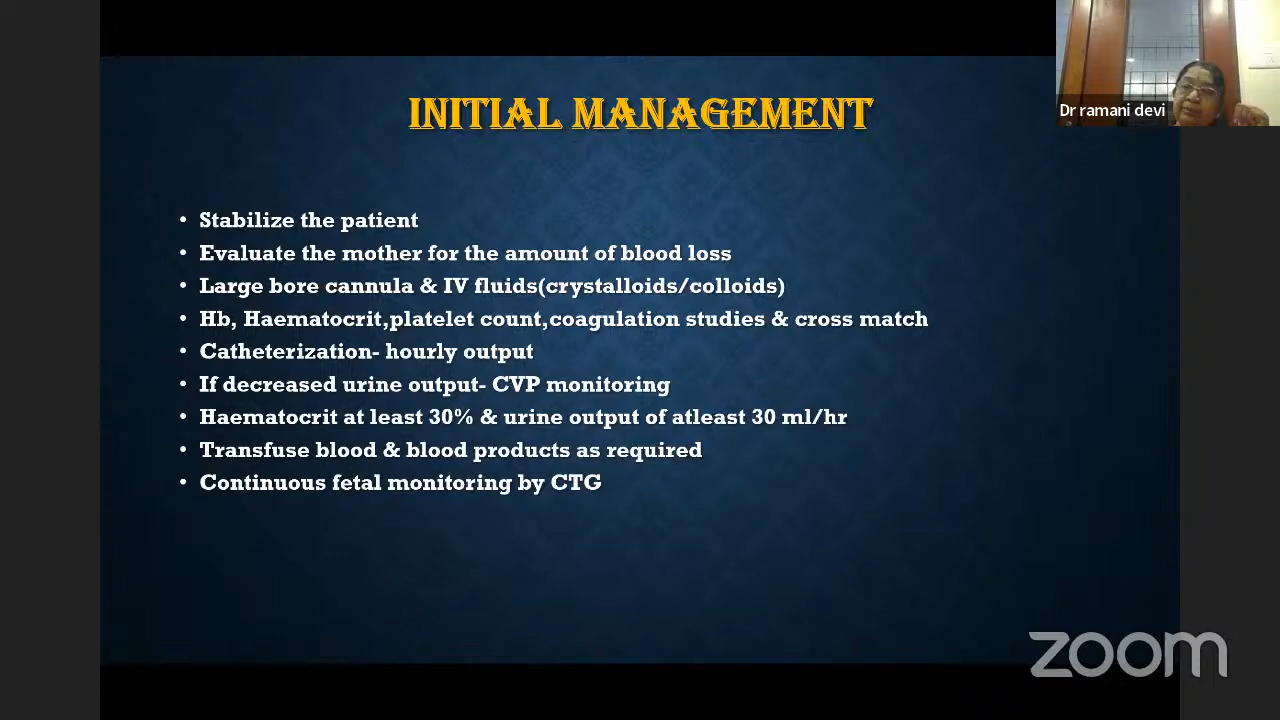 INITIAL MANAGEMENT
Dr ramani devi
• Stabilize the patient
• Evaluate the mother for the amount of blood loss
• Large bore cannula & IV fluids(crystalloids/colloids)
• Hb, Haematocrit,platelet count,coagulation studies & cross match
• Catheterization- hourly output
• If decreased urine output- CVP monitoring
• Haematocrit at least 30% & urine output of atleast 30 ml/hr
• Transfuse blood & blood products as required
• Continuous fetal monitoring by CTG
zoom